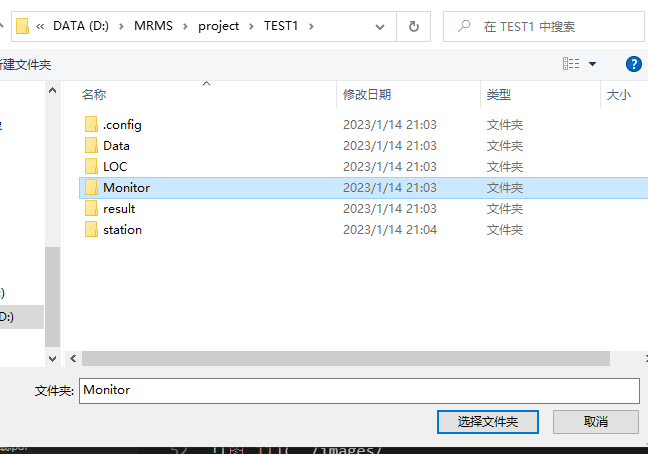 « DATA (D:) › MRMS › project › TEST1 ›
在 TEST1 中搜索
新建文件夹
名称 修改日期 类型 大小
.config 2023/1/14 21:03 文件夹
Data 2023/1/14 21:03 文件夹
LOC 2023/1/14 21:03 文件夹
Monitor 2023/1/14 21:03 文件夹
result 2023/1/14 21:03 文件夹
station 2023/1/14 21:04 文件夹
D:)
文件夹: Monitor
选择文件夹 取消